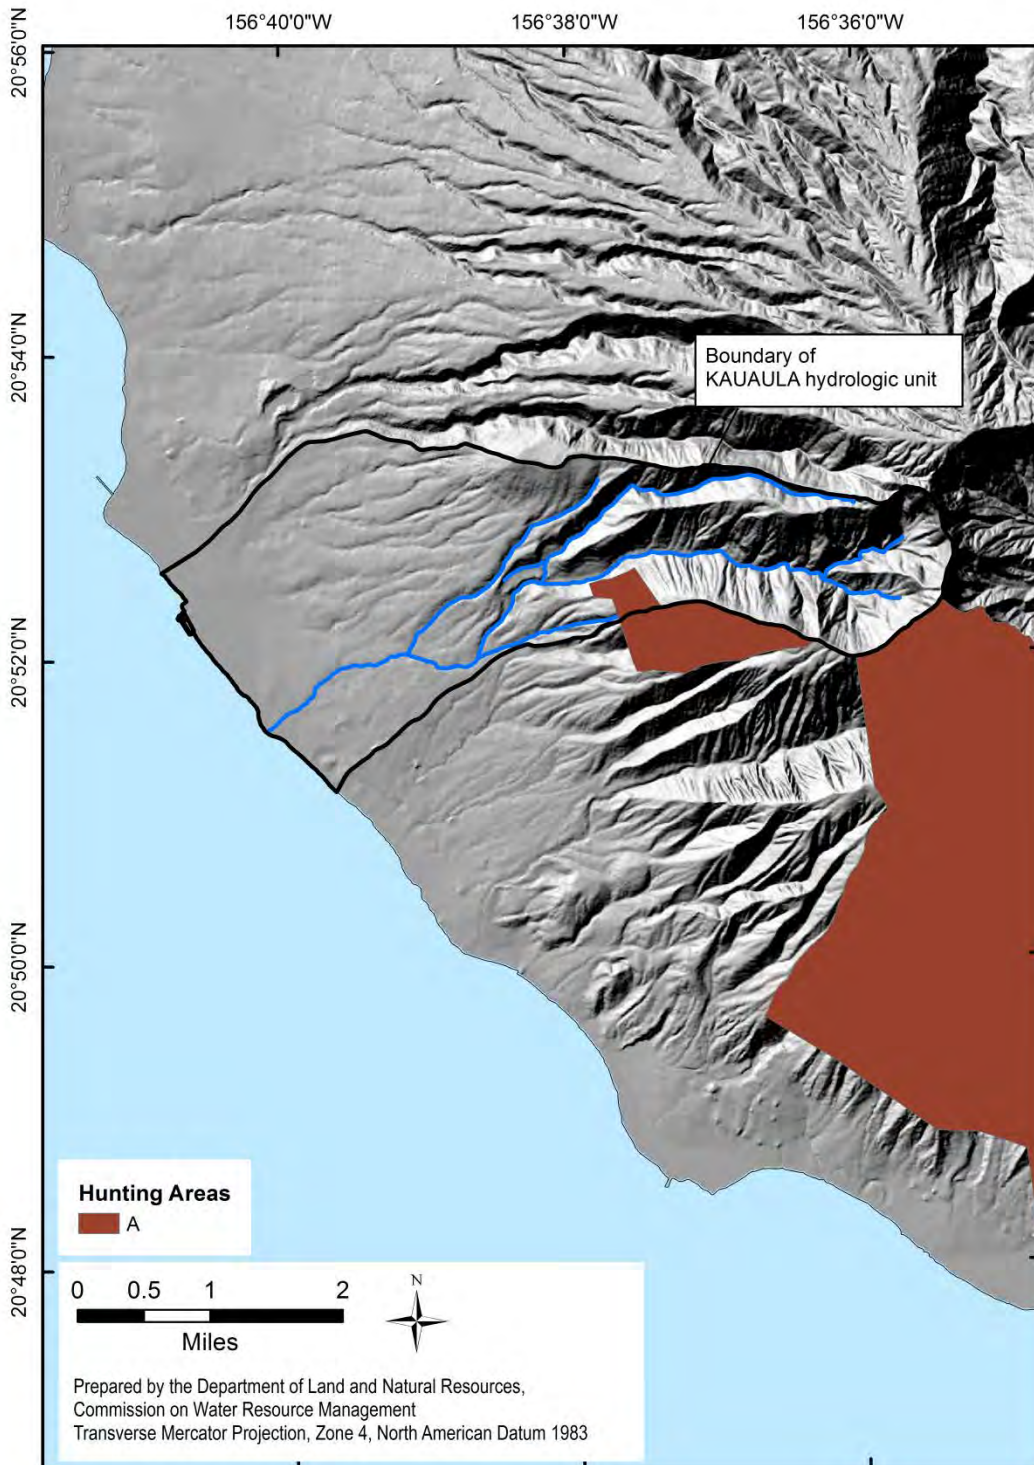 156°40'0"W
156°38'0"W
156°36'0"W
20°56'0"N
20°54'0"N
Boundary of
KAUAULA hydrologic unit
20°52'0"N
20°50'0"N
Hunting Areas
A
20°48'0"N
0 0.5 1 2
Miles
N
Prepared by the Department of Land and Natural Resources,
Commission on Water Resource Management
Transverse Mercator Projection, Zone 4, North American Datum 1983